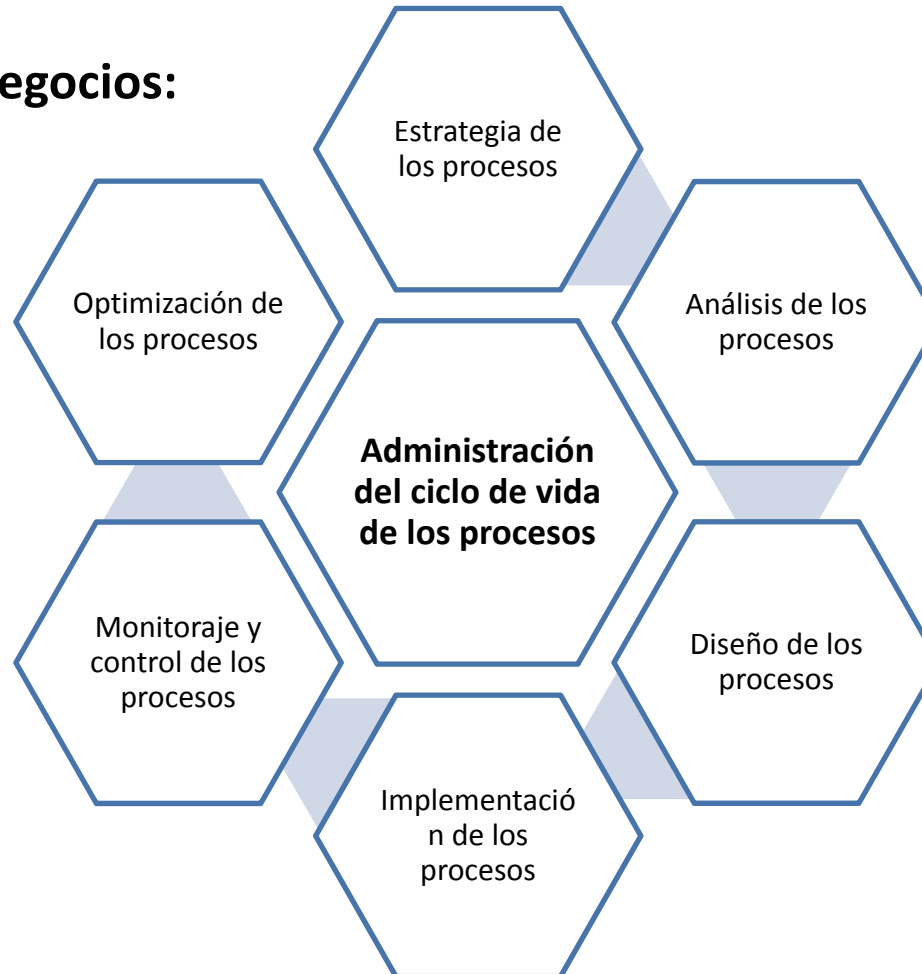 egocios:
Estrategia de
los procesos
Análisis de los
procesos
Diseño de los
procesos
Implementació
n de los
procesos
Monitoraje y
control de los
procesos
Optimización de
los procesos
Administración
del ciclo de vida
de los procesos